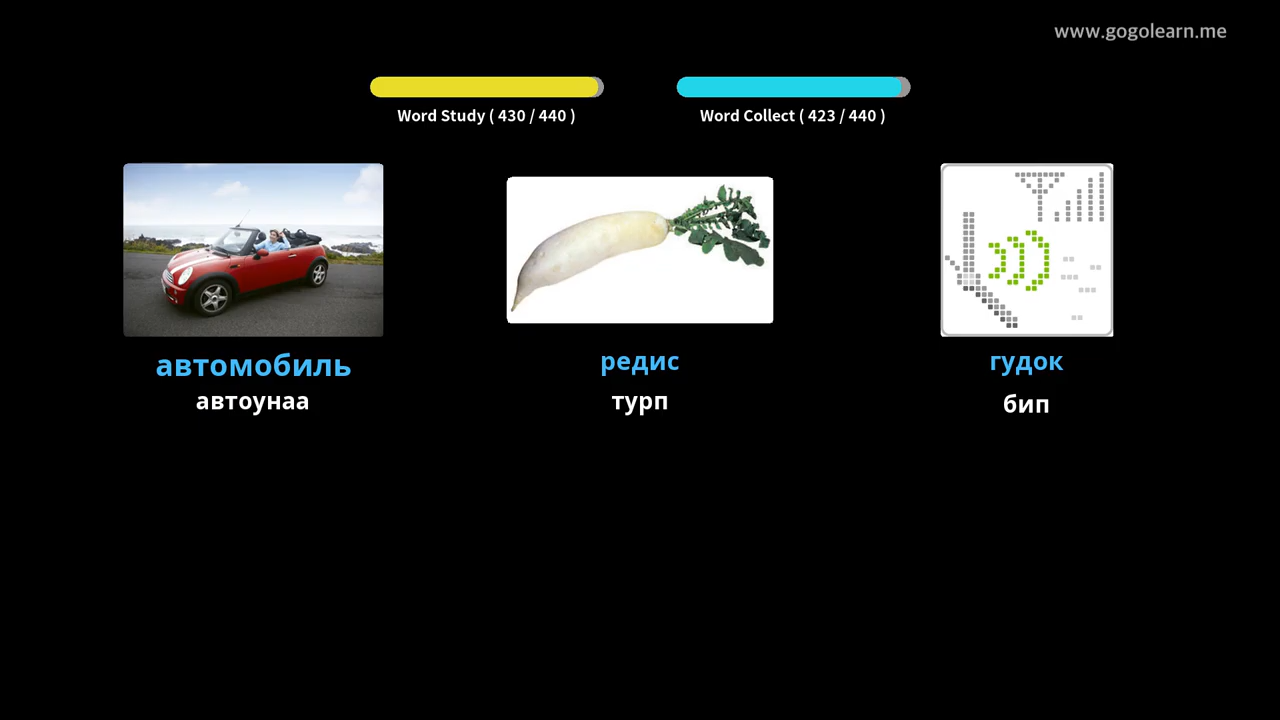 www.gogolearn.me
Word Study ( 430 / 440 )
Word Collect ( 423 / 440 )
автомобиль
автоунаа
редис
турп
гудок
бип